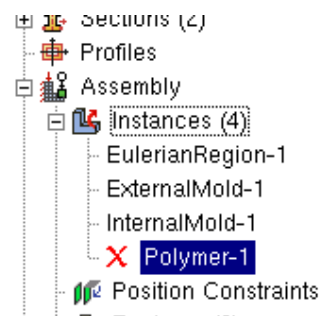 Sections (2)
Profiles
Assembly
Instances (4)
EulerianRegion-1
ExternalMold-1
InternalMold-1
Polymer-1
Position Constraints